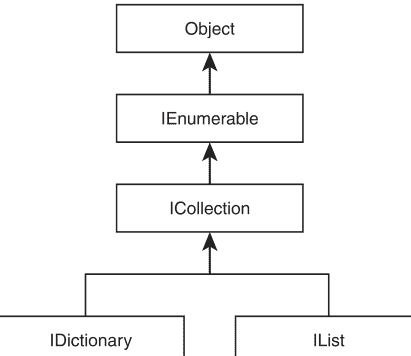 Object
IEnumerable
ICollection
IDictionary
IList